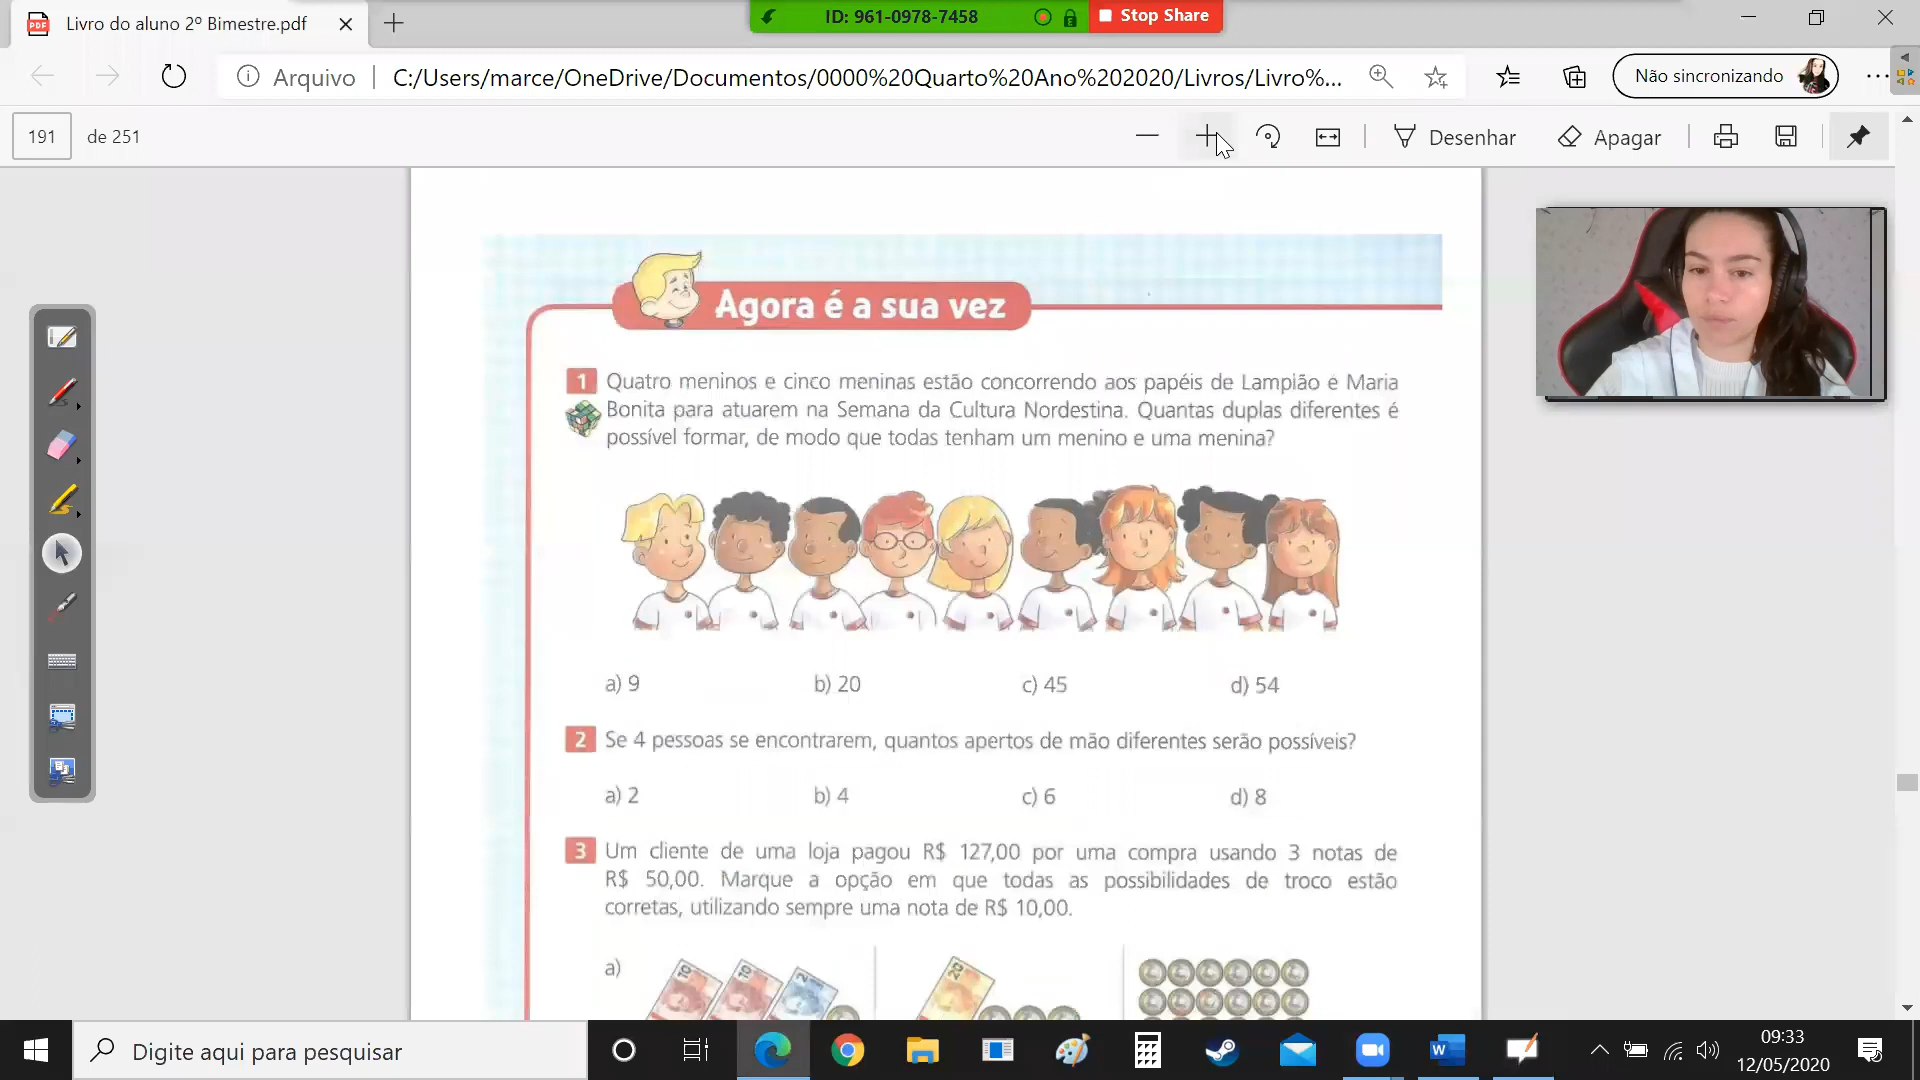 Livro do aluno 2º Bimestre.pdf
ID: 961-0978-7458
Stop Share
Arquivo
C:/Users/marce/OneDrive/Documentos/0000%20Quarto%20Ano%202020/Livros/Livro%...
Não sincronizando
191
de 251
Desenhar
Apagar
Agora é a sua vez
1 Quatro meninos e cinco meninas estão concorrendo aos papéis de Lampião e Maria
Bonita para atuarem na Semana da Cultura Nordestina. Quantas duplas diferentes é
possível formar, de modo que todas tenham um menino e uma menina?
a) 9
b) 20
c) 45
d) 54
2 Se 4 pessoas se encontrarem, quantos apertos de mão diferentes serão possíveis?
a) 2
b) 4
c) 6
d) 8
3 Um cliente de uma loja pagou R$ 127,00 por uma compra usando 3 notas de
R$ 50,00. Marque a opção em que todas as possibilidades de troco estão
corretas, utilizando sempre uma nota de R$ 10,00.
a)
10
10
2
20
Digite aqui para pesquisar
09:33
12/05/2020